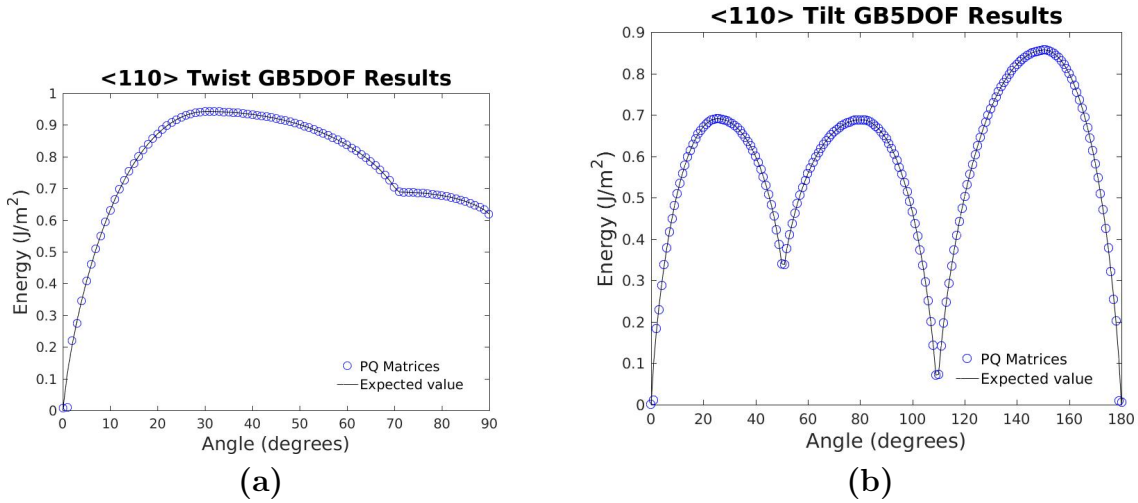 <110> Twist GB5DOF Results
Energy (J/m²)
1
0.9
0.8
0.7
0.6
0.5
0.4
0.3
0.2
0.1
0
PQ Matrices
Expected value
0 10 20 30 40 50 60 70 80 90
Angle (degrees)
(a)
<110> Tilt GB5DOF Results
Energy (J/m²)
0.9
0.8
0.7
0.6
0.5
0.4
0.3
0.2
0.1
0
PQ Matrices
Expected value
0 20 40 60 80 100 120 140 160 180
Angle (degrees)
(b)